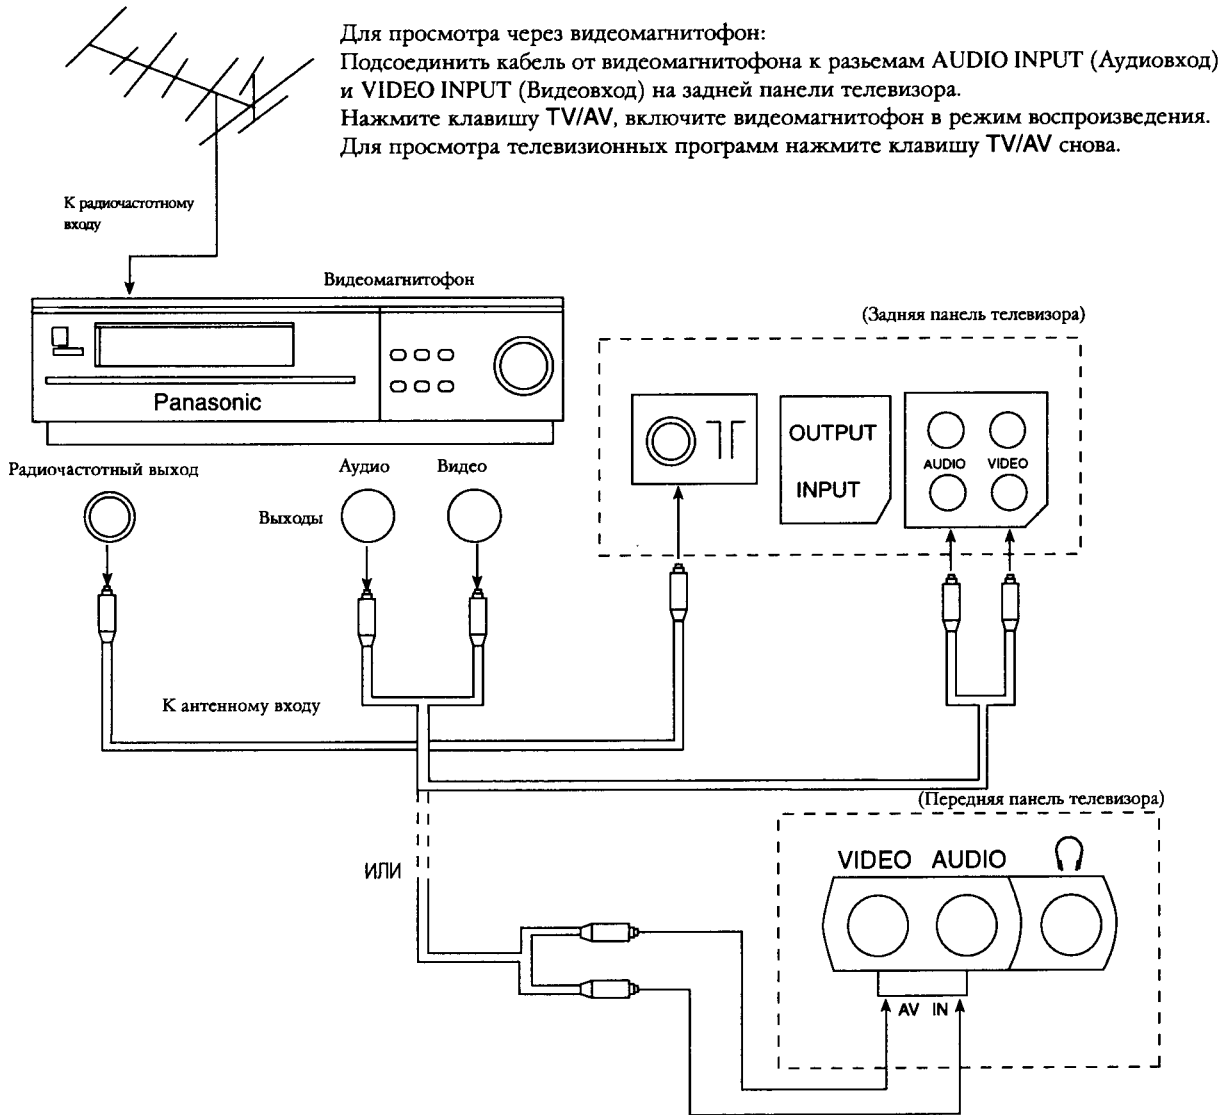 Для просмотра через видеомагнитофон:
Подсоединить кабель от видеомагнитофона к разьемам AUDIO INPUT (Аудиовход)
и VIDEO INPUT (Видеовход) на задней панели телевизора.
Нажмите клавишу TV/AV, включите видеомагнитофон в режим воспроизведения.
Для просмотра телевизионных программ нажмите клавишу TV/AV снова.
К радиочастотному
входу
Видеомагнитофон
Panasonic
(Задняя панель телевизора)
OUTPUT
INPUT
AUDIO VIDEO
Радиочастотный выход
Аудио Видео
Выходы
К антенному входу
ИЛИ
(Передняя панель телевизора)
VIDEO AUDIO
AV IN